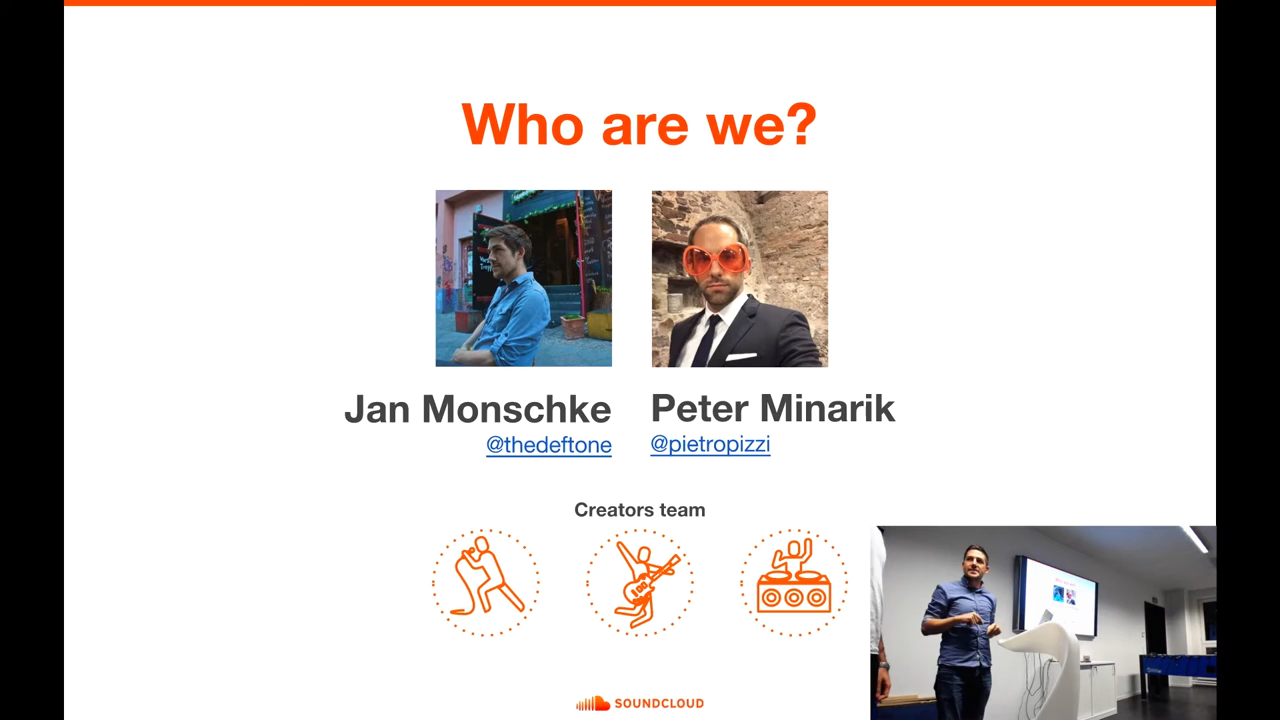 Who are we?
Jan Monschke
Peter Minarik
@thedeftone
@pietropizzi
Creators team
SOUNDCLOUD